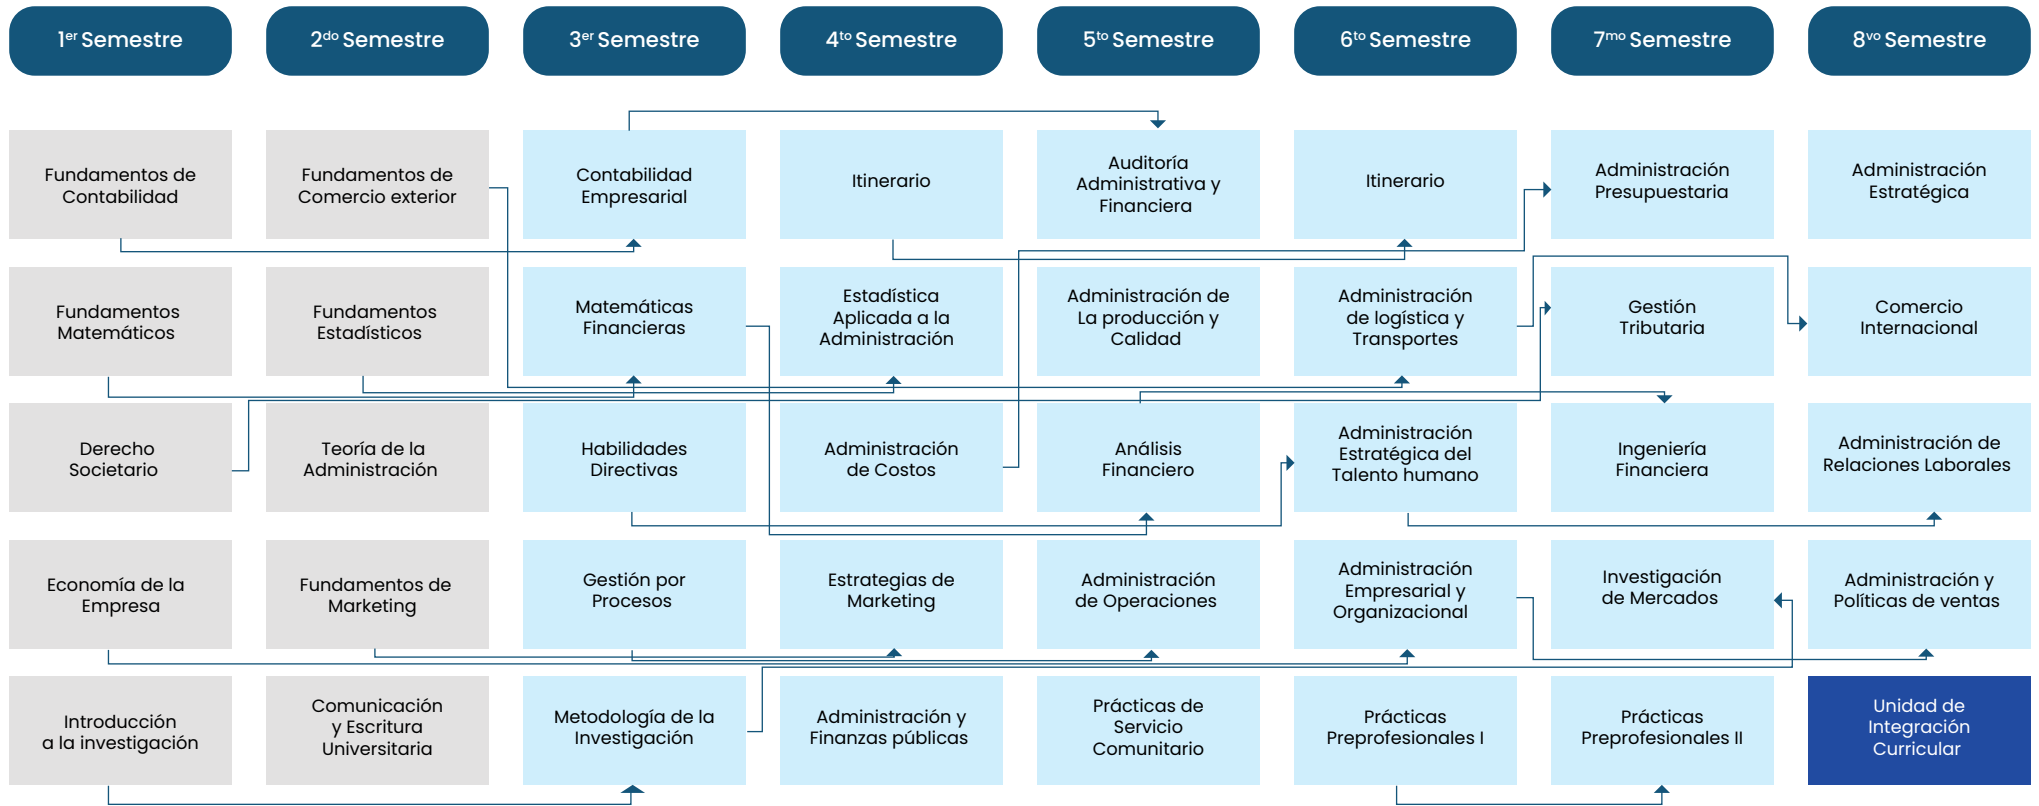 1er Semestre
2do Semestre
3er Semestre
4to Semestre
5to Semestre
6to Semestre
7mo Semestre
8vo Semestre
Fundamentos de
Contabilidad
Fundamentos de
Comercio exterior
Contabilidad
Empresarial
Itinerario
Auditoría
Administrativa y
Financiera
Itinerario
Administración
Presupuestaria
Administración
Estratégica
Fundamentos
Matemáticos
Fundamentos
Estadísticos
Matemáticas
Financieras
Estadística
Aplicada a la
Administración
Administración de
La producción y
Calidad
Administración
de logística y
Transportes
Gestión
Tributaria
Comercio
Internacional
Derecho
Societario
Teoría de la
Administración
Habilidades
Directivas
Administración
de Costos
Análisis
Financiero
Administración
Estratégica del
Talento humano
Ingeniería
Financiera
Administración de
Relaciones Laborales
Economía de la
Empresa
Fundamentos de
Marketing
Gestión por
Procesos
Estrategias de
Marketing
Administración
de Operaciones
Administración
Empresarial y
Organizacional
Investigación
de Mercados
Administración y
Políticas de ventas
Introducción
a la investigación
Comunicación
y Escritura
Universitaria
Metodología de la
Investigación
Administración y
Finanzas públicas
Prácticas de
Servicio
Comunitario
Prácticas
Preprofesionales I
Prácticas
Preprofesionales II
Unidad de
Integración
Curricular